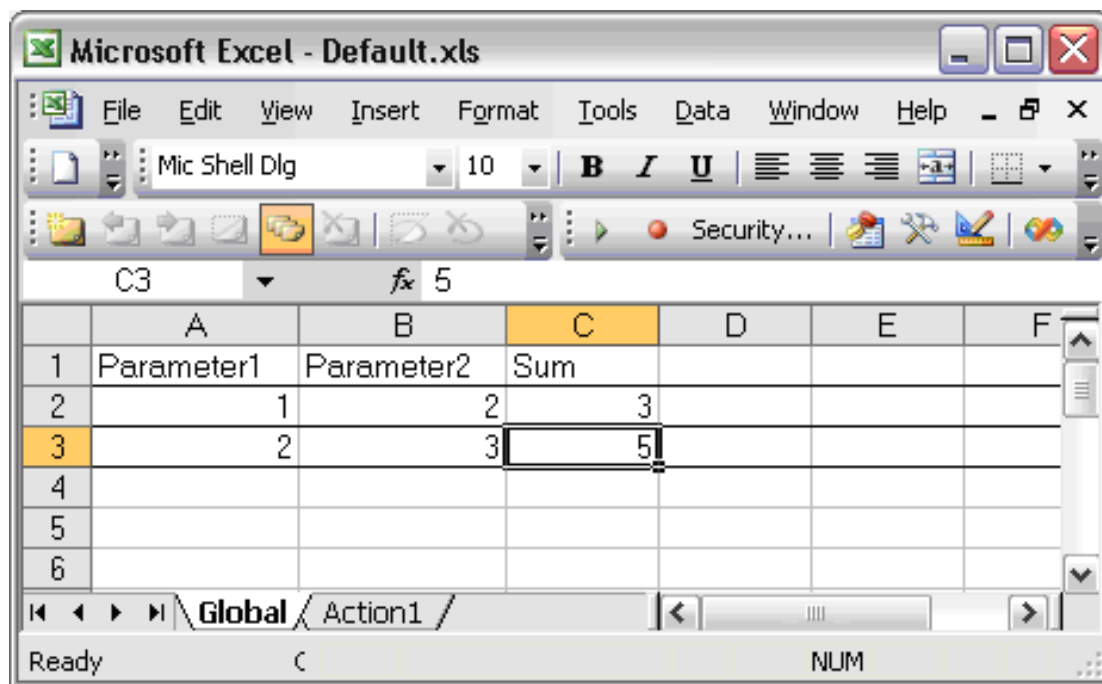 Microsoft Excel - Default.xls
File Edit View Insert Format Tools Data Window Help
Mic Shell Dlg 10 B I U a
Security...
C3 fx 5
A B C D E F
1 Parameter1 Parameter2 Sum
2 1 2 3
3 2 3 5
4
5
6
Global Action1
Ready NUM